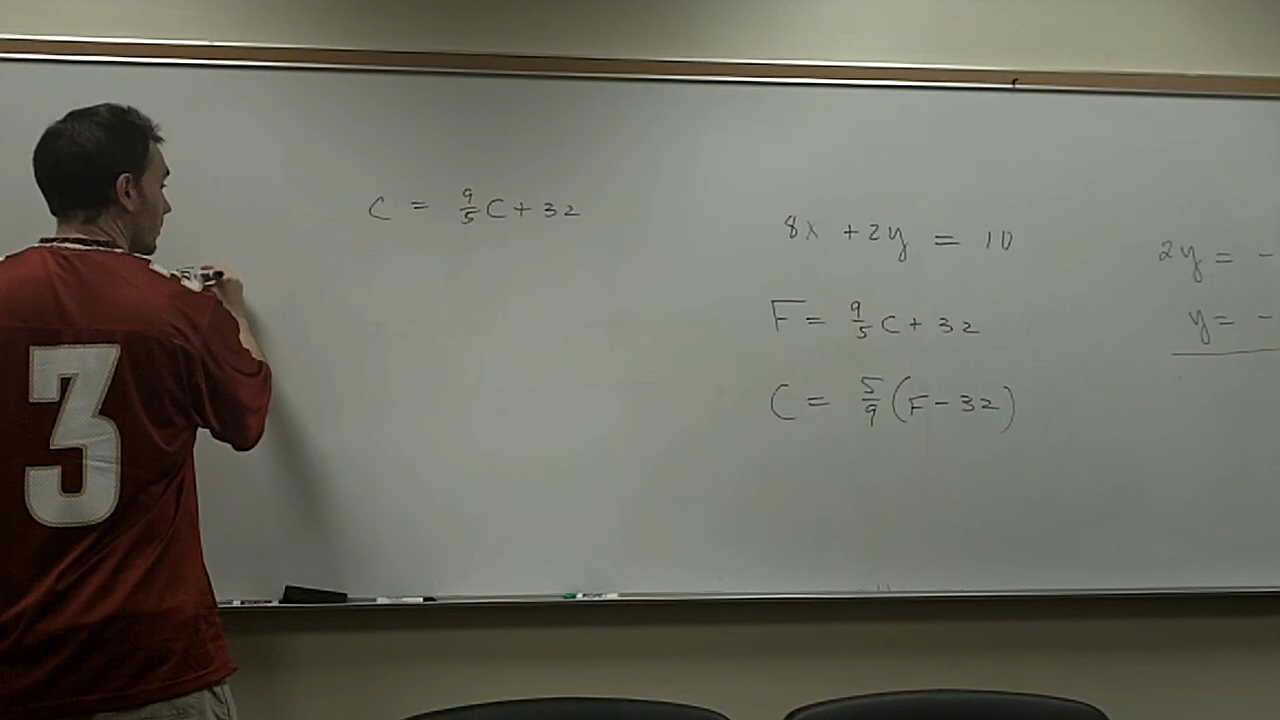 C = 9/5 C + 32
8x + 2y = 10
F = 9/5 C + 32
C = 5/9 (F - 32)
2y = -
y = -
3